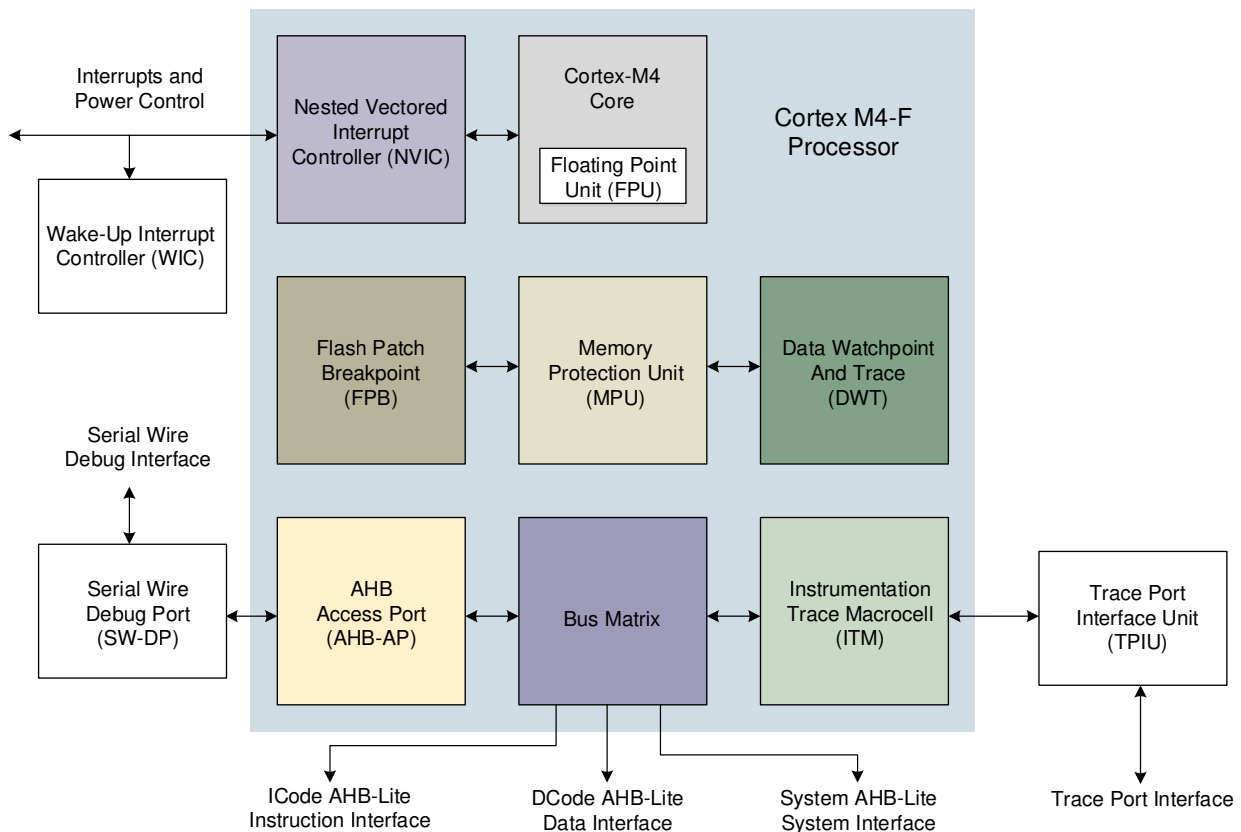 Interrupts and
Power Control
Nested Vectored
Interrupt
Controller (NVIC)
Cortex-M4
Core
Floating Point
Unit (FPU)
Cortex M4-F
Processor
Wake-Up Interrupt
Controller (WIC)
Flash Patch
Breakpoint
(FPB)
Memory
Protection Unit
(MPU)
Data Watchpoint
And Trace
(DWT)
Serial Wire
Debug Interface
Serial Wire
Debug Port
(SW-DP)
AHB
Access Port
(AHB-AP)
Bus Matrix
Instrumentation
Trace Macrocell
(ITM)
Trace Port
Interface Unit
(TPIU)
ICode AHB-Lite
Instruction Interface
DCode AHB-Lite
Data Interface
System AHB-Lite
System Interface
Trace Port Interface